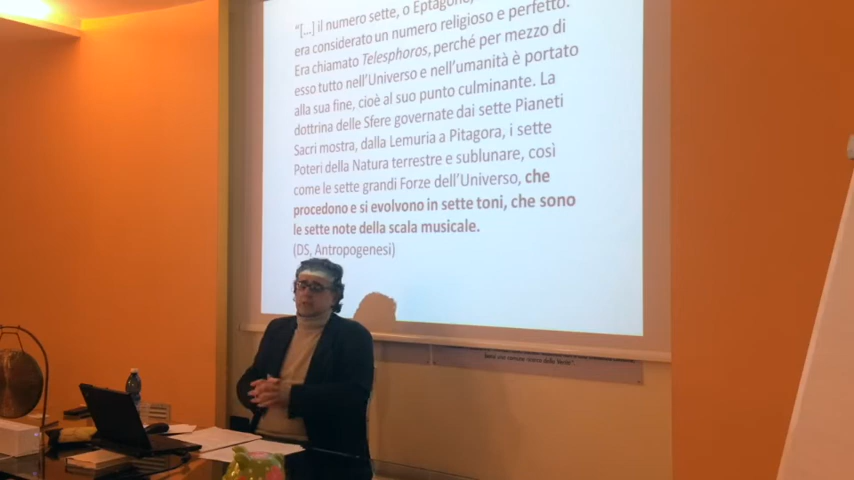 "[...] il numero sette, o Eptagono,
era considerato un numero religioso e perfetto.
Era chiamato Telesphoros, perché per mezzo di
esso tutto nell'Universo e nell'umanità è portato
alla sua fine, cioè al suo punto culminante. La
dottrina delle Sfere governate dai sette Pianeti
Sacri mostra, dalla Lemuria a Pitagora, i sette
Poteri della Natura terrestre e sublunare, così
come le sette grandi Forze dell'Universo, che
procedono e si evolvono in sette toni, che sono
le sette note della scala musicale.
(DS, Antropogenesi)